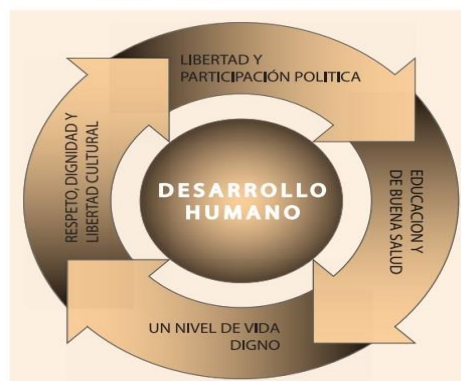 LIBERTAD Y
PARTICIPACIÓN POLITICA
EDUCACION Y
DE BUENA SALUD
UN NIVEL DE VIDA
DIGNO
RESPETO, DIGNIDAD Y
LIBERTAD CULTURAL
DESARROLLO
HUMANO